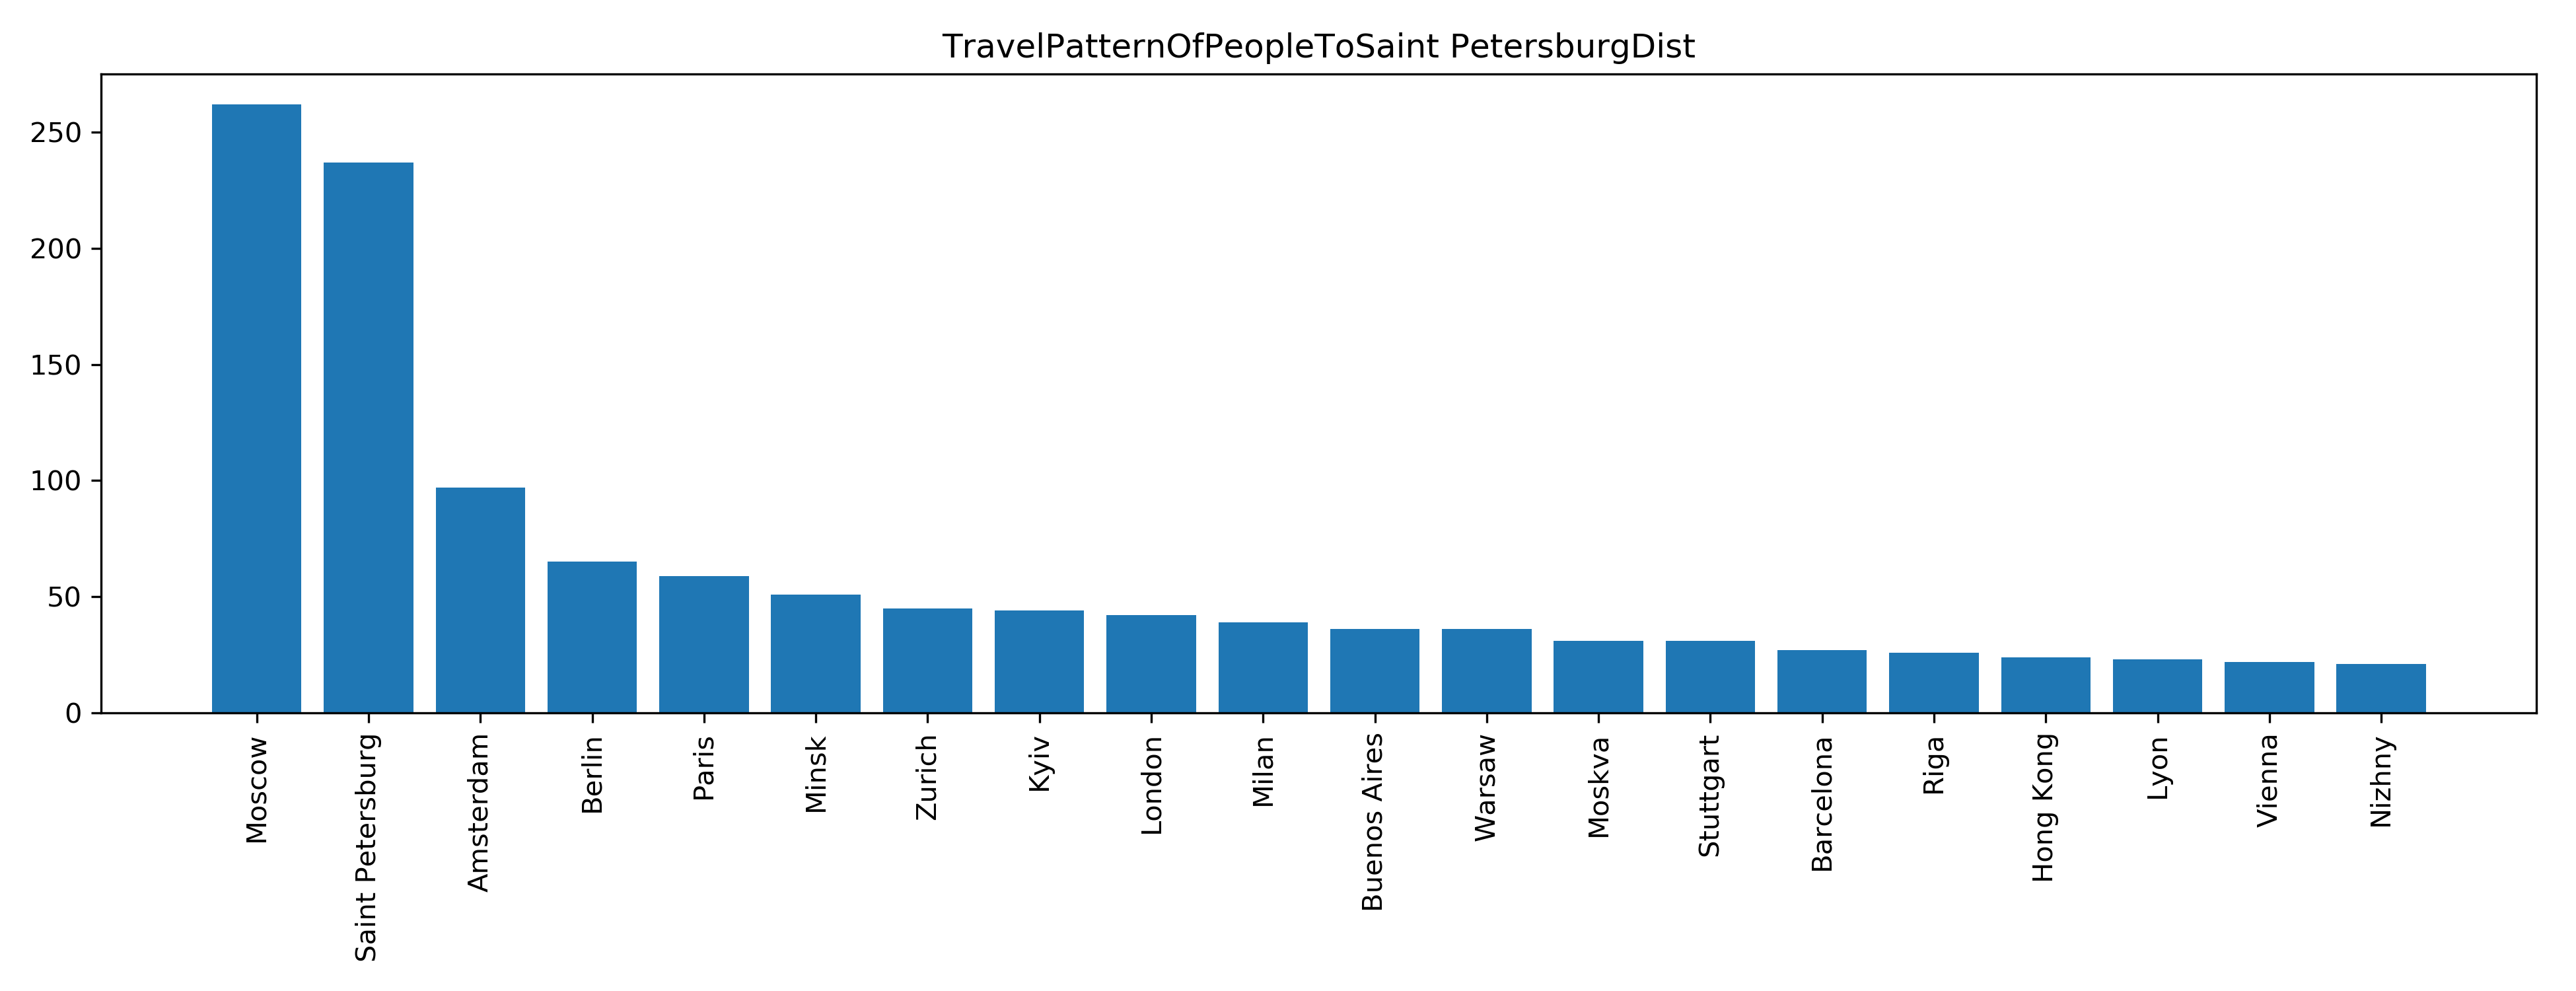 TravelPatternOfPeopleToSaint PetersburgDist
250
200
150
100
50
0
Moscow
Saint Petersburg
Amsterdam
Berlin
Paris
Minsk
Zurich
Kyiv
London
Milan
Buenos Aires
Warsaw
Moskva
Stuttgart
Barcelona
Riga
Hong Kong
Lyon
Vienna
Nizhny